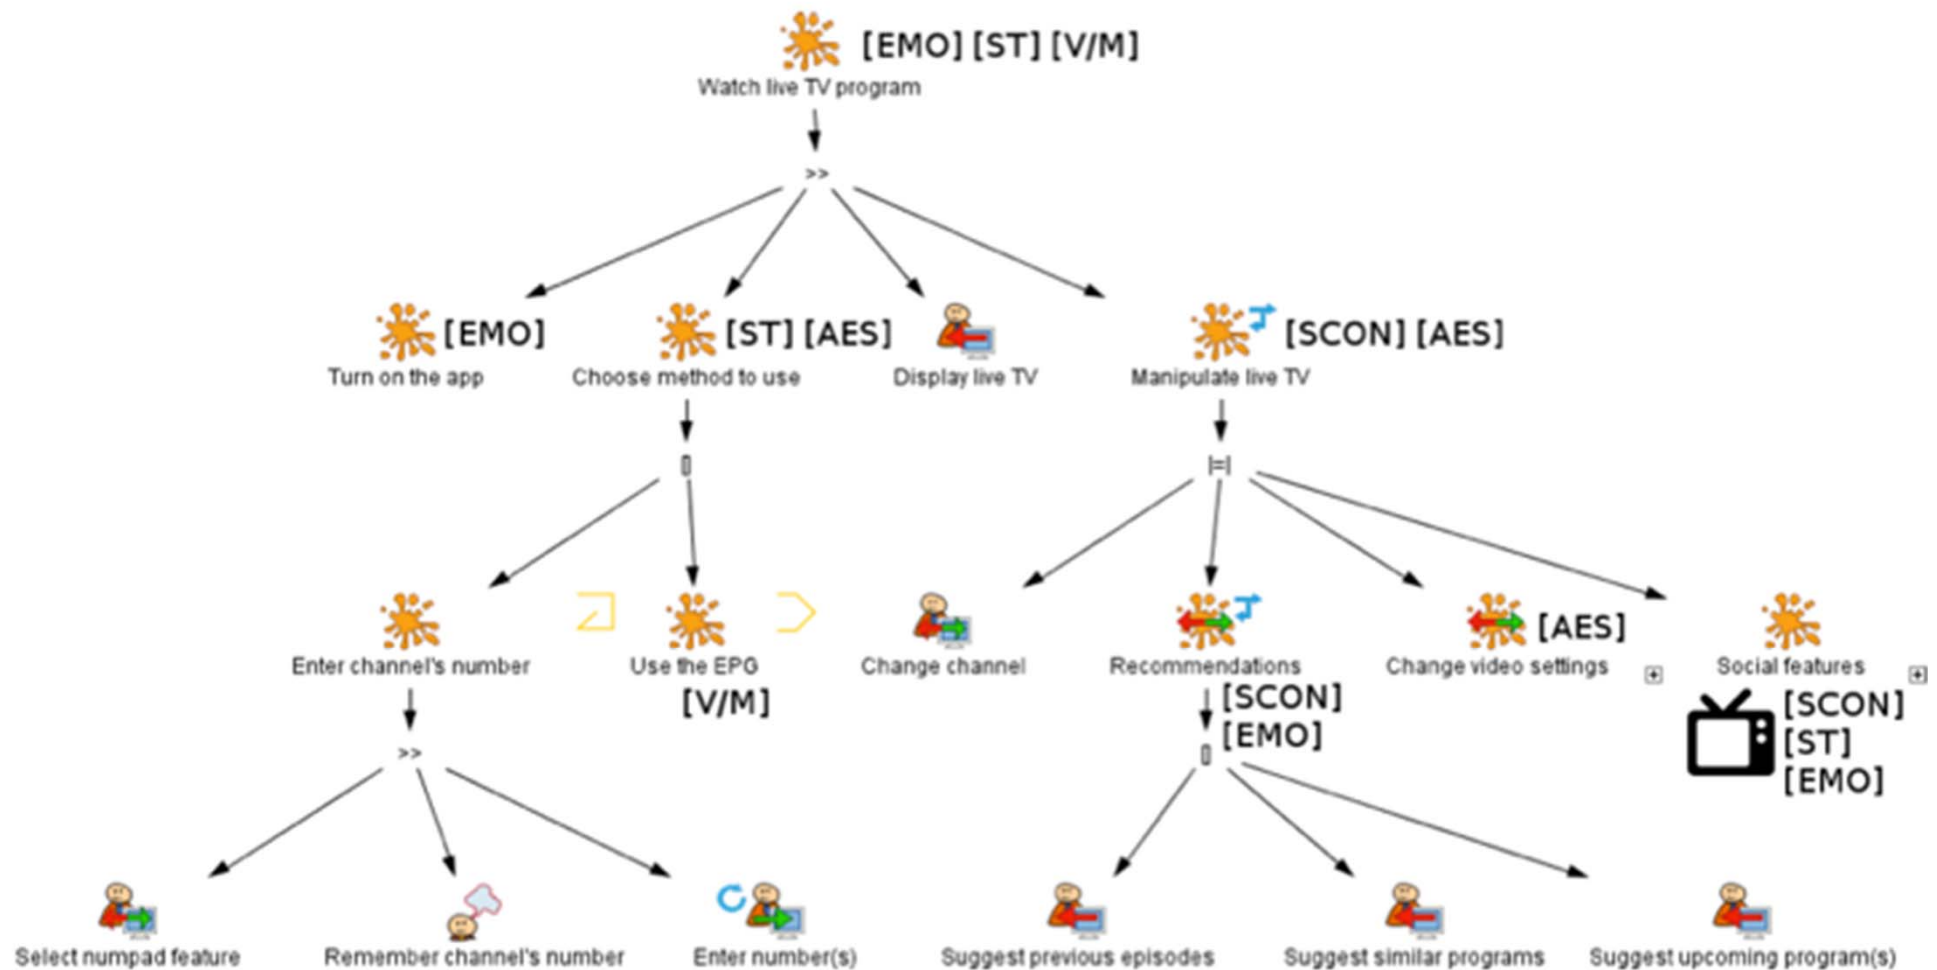 [EMO] [ST] [V/M]
Watch live TV program
>>
[EMO] [ST] [AES] [SCON] [AES]
Turn on the app Choose method to use Display live TV Manipulate live TV
[] |=|
[AES]
Enter channel's number Use the EPG Change channel Recommendations Change video settings Social features
[V/M] [SCON] [SCON]
[EMO] [ST]
>> [] [EMO]
Select numpad feature Remember channel's number Enter number(s) Suggest previous episodes Suggest similar programs Suggest upcoming program(s)